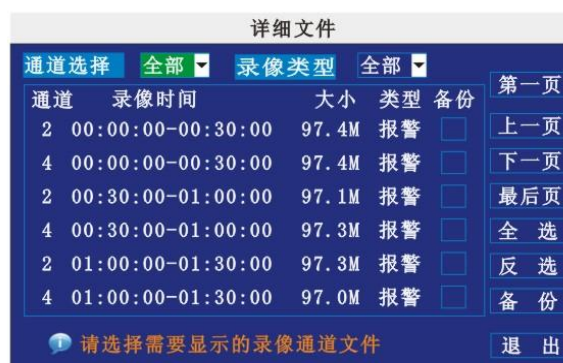 详细文件
通道选择 全部 录像类型 全部
通道 录像时间 大小 类型 备份
2 00:00:00-00:30:00 97.4M 报警
4 00:00:00-00:30:00 97.4M 报警
2 00:30:00-01:00:00 97.1M 报警
4 00:30:00-01:00:00 97.3M 报警
2 01:00:00-01:30:00 97.3M 报警
4 01:00:00-01:30:00 97.0M 报警
请选择需要显示的录像通道文件
第一页
上一页
下一页
最后页
全 选
反 选
备 份
退 出